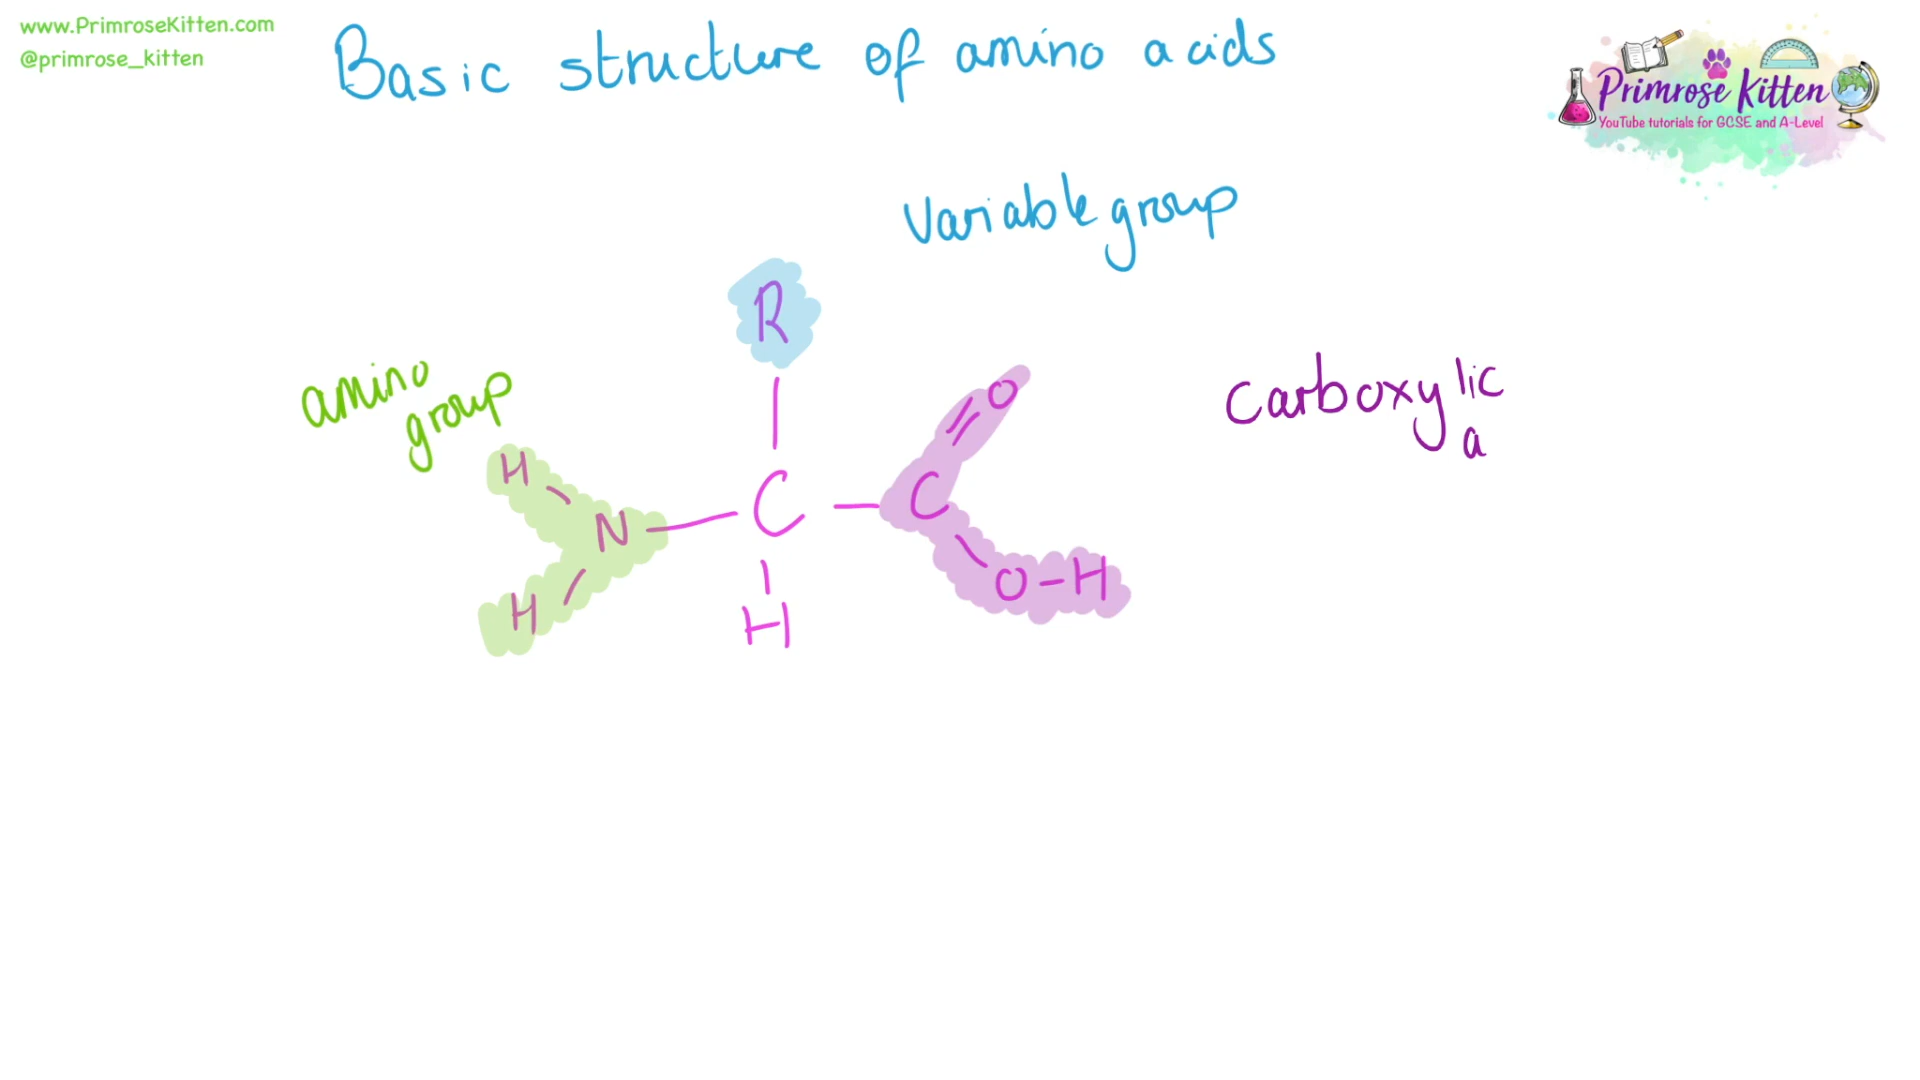 www.PrimroseKitten.com
@primrose_kitten
Basic structure of amino acids
Primrose Kitten
YouTube tutorials for GCSE and A-Level
Variable group
R
amino
group
O
Carboxylic
a
H
N
C
C
O-H
H
H